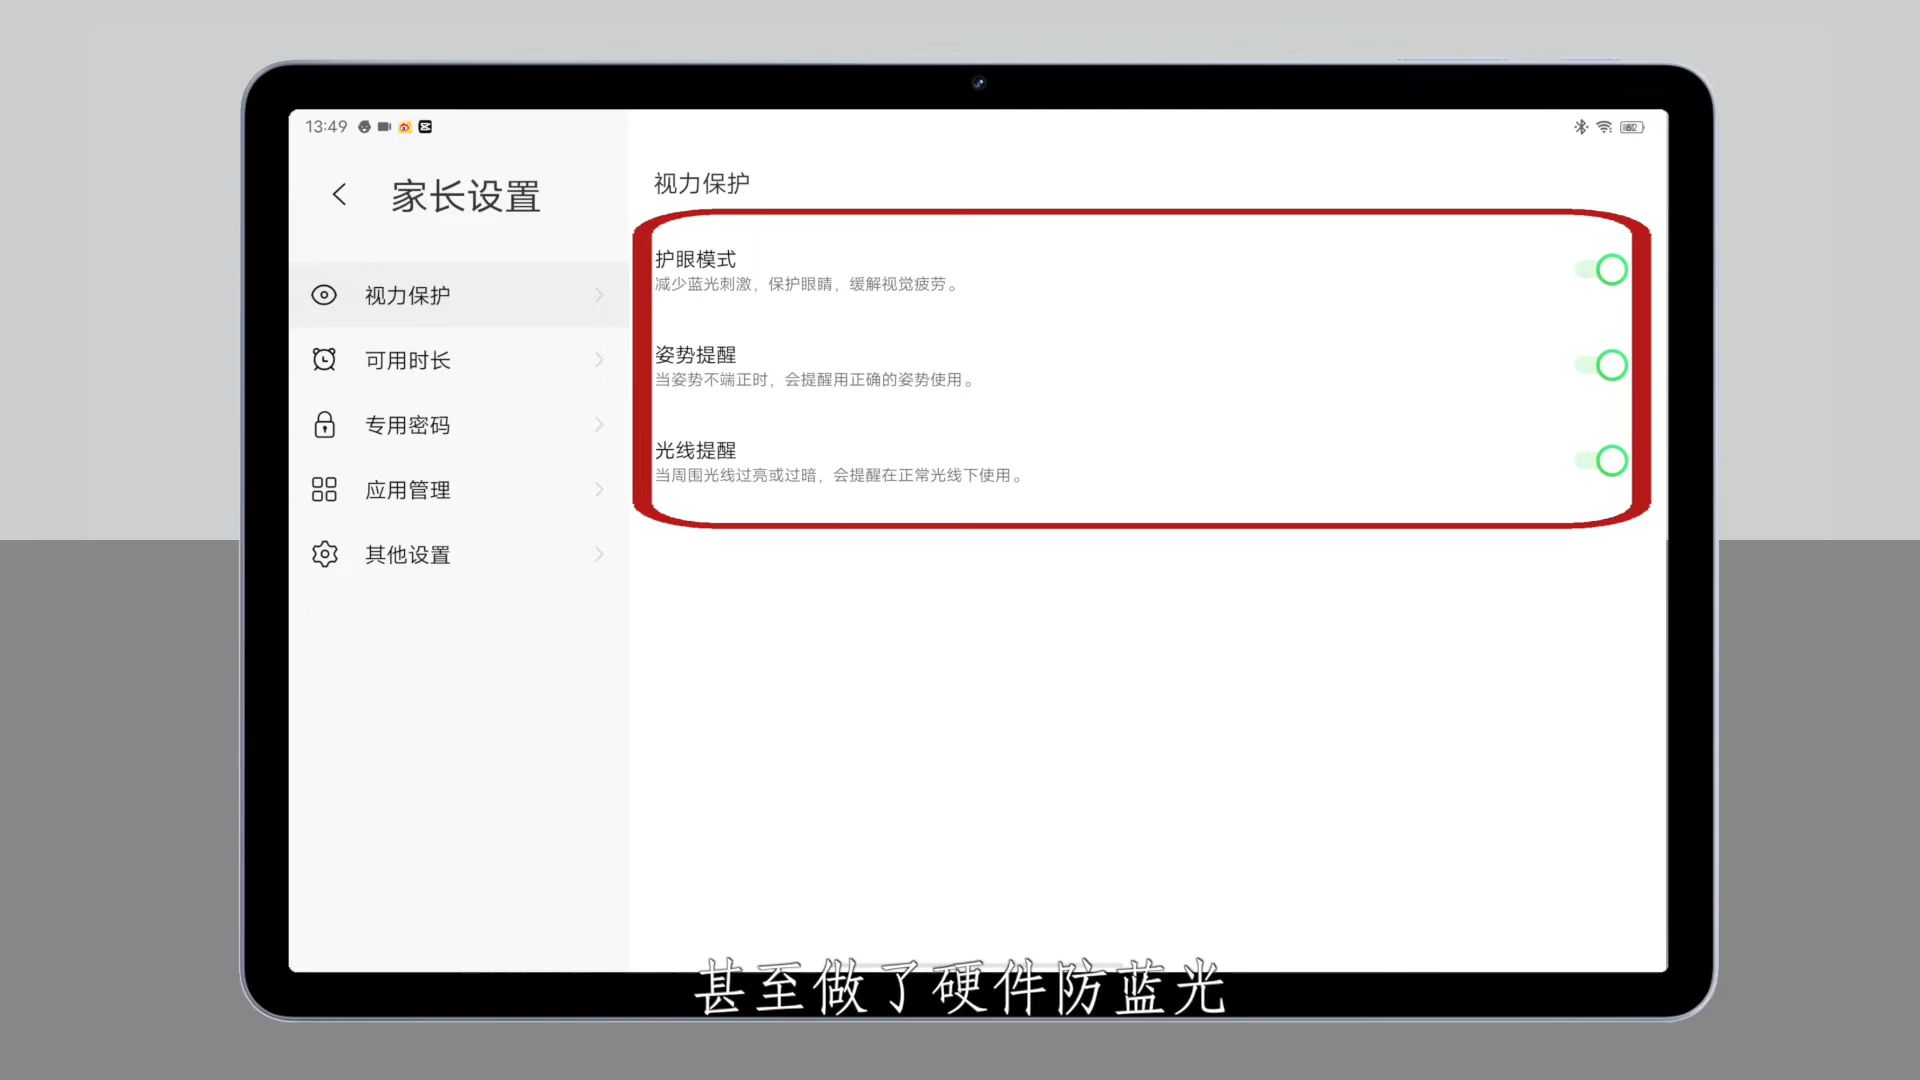 13:49
62
家长设置
视力保护
可用时长
专用密码
应用管理
其他设置
视力保护
护眼模式
减少蓝光刺激，保护眼睛，缓解视觉疲劳。
姿势提醒
当姿势不端正时，会提醒用正确的姿势使用。
光线提醒
当周围光线过亮或过暗，会提醒在正常光线下使用。
甚至做了硬件防蓝光